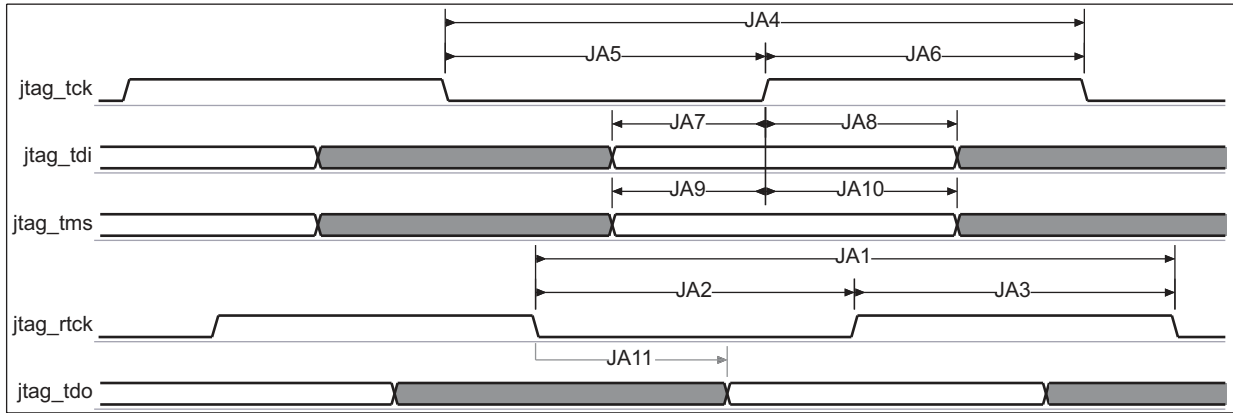 JA4
JA5 JA6
jtag_tck
JA7 JA8
jtag_tdi
JA9 JA10
jtag_tms
JA1
JA2 JA3
jtag_rtck
JA11
jtag_tdo